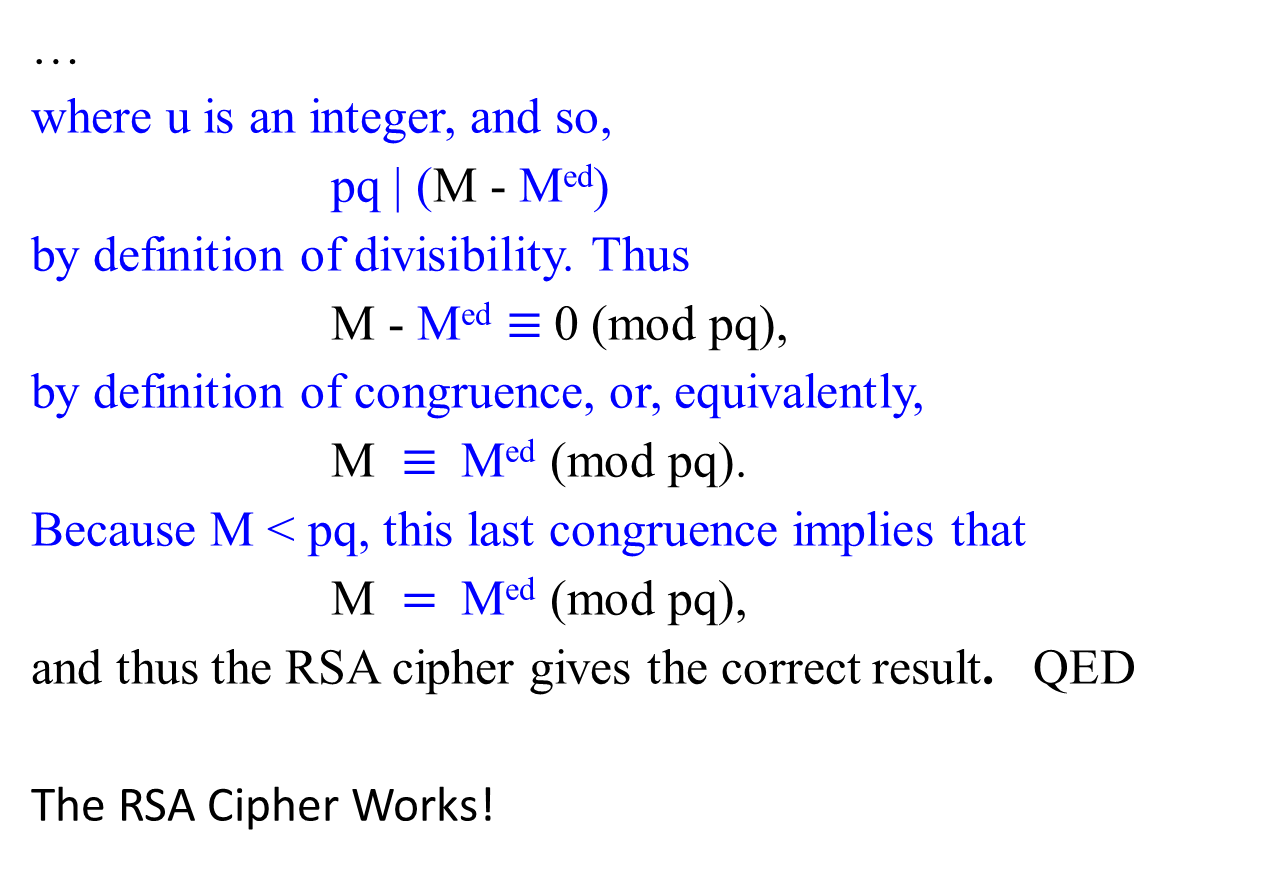 …
where u is an integer, and so,
pq | (M - Mᵉᵈ)
by definition of divisibility. Thus
M - Mᵉᵈ ≡ 0 (mod pq),
by definition of congruence, or, equivalently,
M ≡ Mᵉᵈ (mod pq).
Because M < pq, this last congruence implies that
M = Mᵉᵈ (mod pq),
and thus the RSA cipher gives the correct result. QED
The RSA Cipher Works!